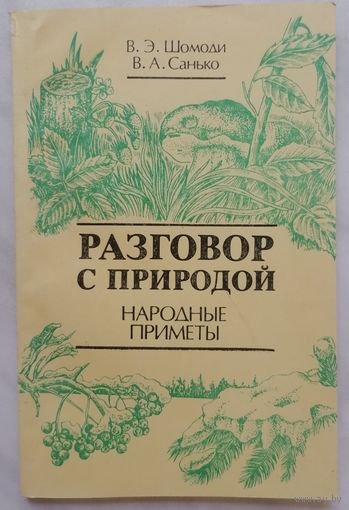 В. Э. Шомоди
В. А. Санько
РАЗГОВОР
С ПРИРОДОЙ
НАРОДНЫЕ
ПРИМЕТЫ